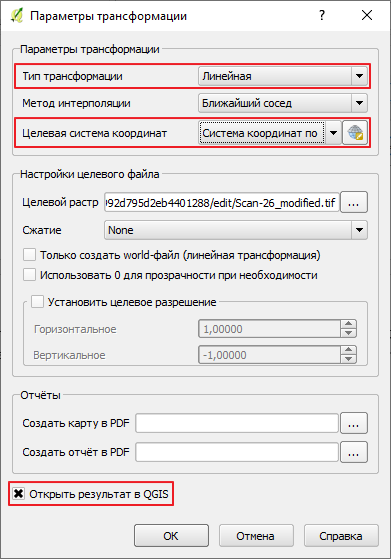 Параметры трансформации
Параметры трансформации
Тип трансформации Линейная
Метод интерполяции Ближайший сосед
Целевая система координат Система координат по
Настройки целевого файла
Целевой растр 92d795d2eb4401288/edit/Scan-26_modified.tif ...
Сжатие None
Только создать world-файл (линейная трансформация)
Использовать 0 для прозрачности при необходимости
Установить целевое разрешение
Горизонтальное 1,00000
Вертикальное -1,00000
Отчёты
Создать карту в PDF ...
Создать отчёт в PDF ...
Открыть результат в QGIS
OK Отмена Справка